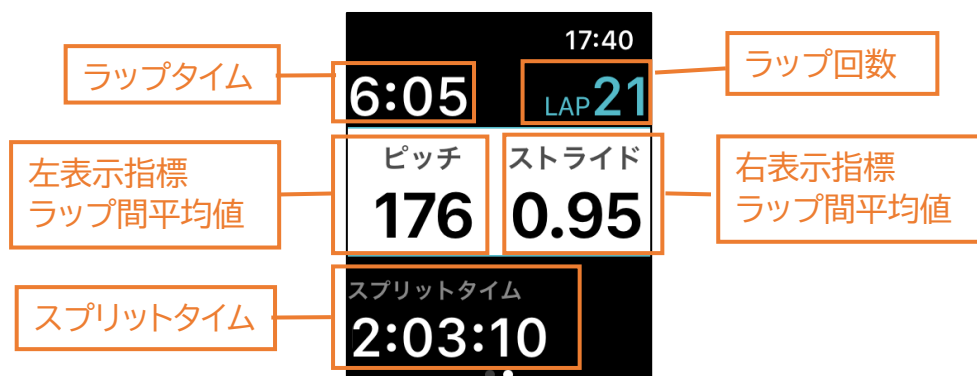 17:40
ラップタイム
6:05
LAP21
ラップ回数
左表示指標
ラップ間平均値
ピッチ
176
ストライド
0.95
右表示指標
ラップ間平均値
スプリットタイム
スプリットタイム
2:03:10